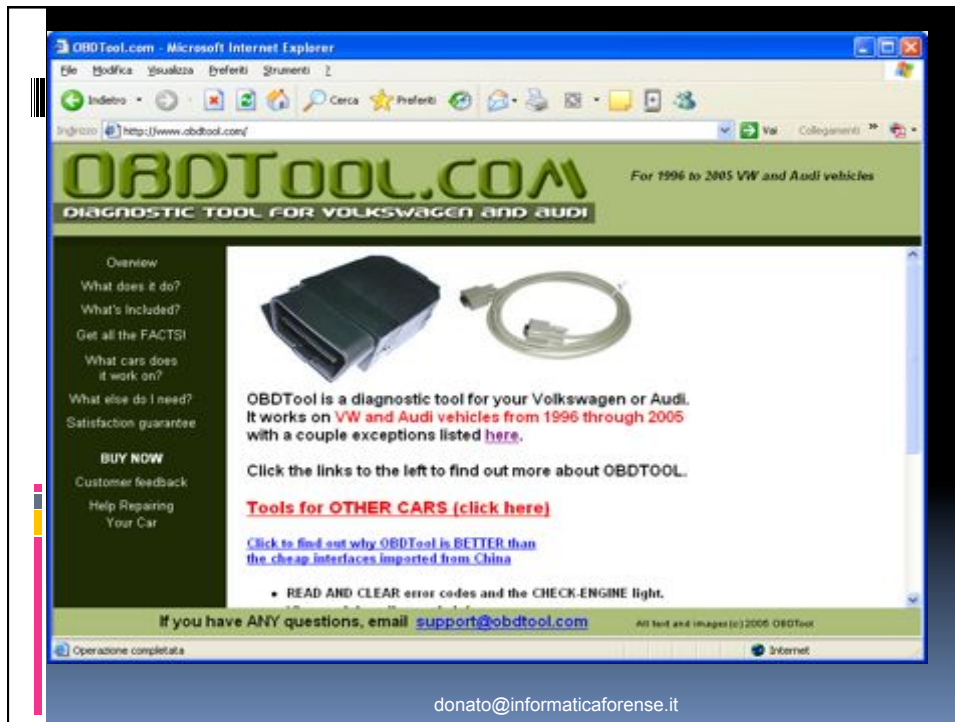 OBDTool.com - Microsoft Internet Explorer
File Modifica Visualizza Preferiti Strumenti ?
Indietro Cerca Preferiti
Indirizzo http://www.obdtool.com/ Vai Collegamenti »
OBDTOOL.COM
DIAGNOSTIC TOOL FOR VOLKSWAGEN AND AUDI
For 1996 to 2005 VW and Audi vehicles
Overview
What does it do?
What's Included?
Get all the FACTS!
What cars does
it work on?
What else do I need?
Satisfaction guarantee
BUY NOW
Customer feedback
Help Repairing
Your Car
OBDTool is a diagnostic tool for your Volkswagen or Audi.
It works on VW and Audi vehicles from 1996 through 2005
with a couple exceptions listed here.
Click the links to the left to find out more about OBDTOOL.
Tools for OTHER CARS (click here)
Click to find out why OBDTool is BETTER than
the cheap interfaces imported from China
• READ AND CLEAR error codes and the CHECK-ENGINE light.
If you have ANY questions, email support@obdtool.com
All text and images (c) 2005 OBDTool
Operazione completata Internet
donato@informaticaforense.it